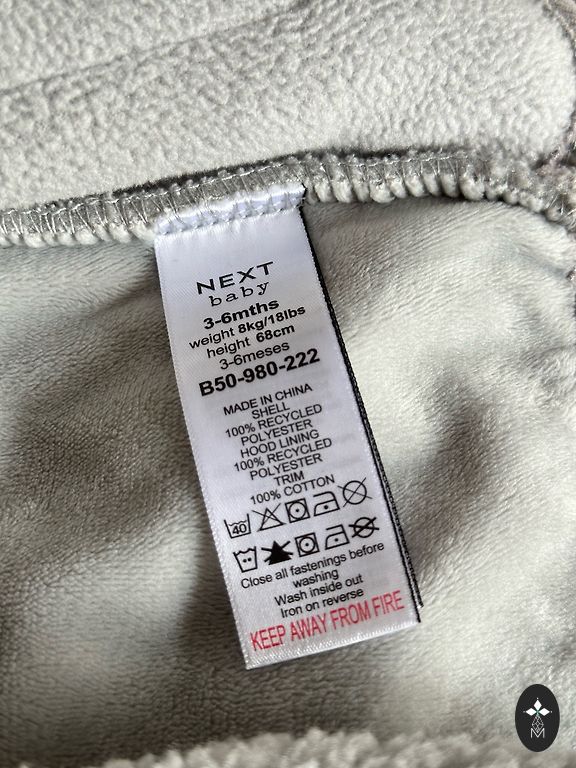 NEXT
baby
3-6mths
weight 8kg/18lbs
height 68cm
3-6meses
B50-980-222
MADE IN CHINA
SHELL
100% RECYCLED
POLYESTER
HOOD LINING
100% RECYCLED
POLYESTER
TRIM
100% COTTON
40
Close all fastenings before
washing
Wash inside out
Iron on reverse
KEEP AWAY FROM FIRE
M